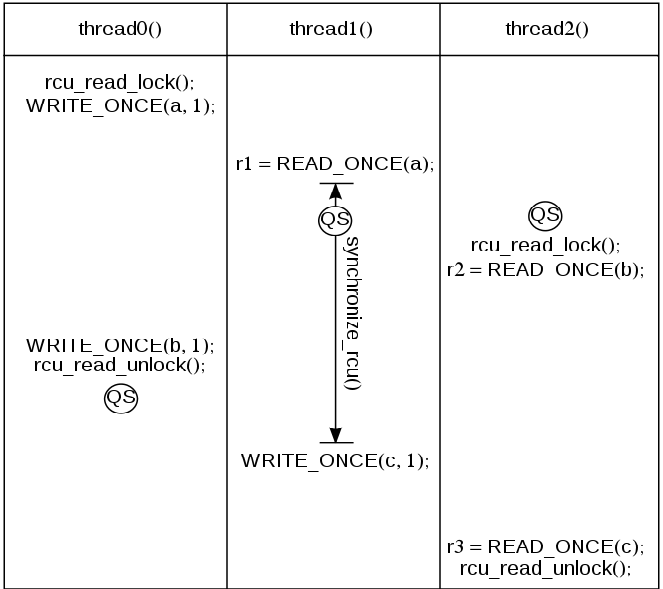 thread0()
thread1()
thread2()
rcu_read_lock();
WRITE_ONCE(a, 1);
r1 = READ_ONCE(a);
QS
QS
synchronize_rcu()
rcu_read_lock();
r2 = READ_ONCE(b);
WRITE_ONCE(b, 1);
rcu_read_unlock();
QS
WRITE_ONCE(c, 1);
r3 = READ_ONCE(c);
rcu_read_unlock();